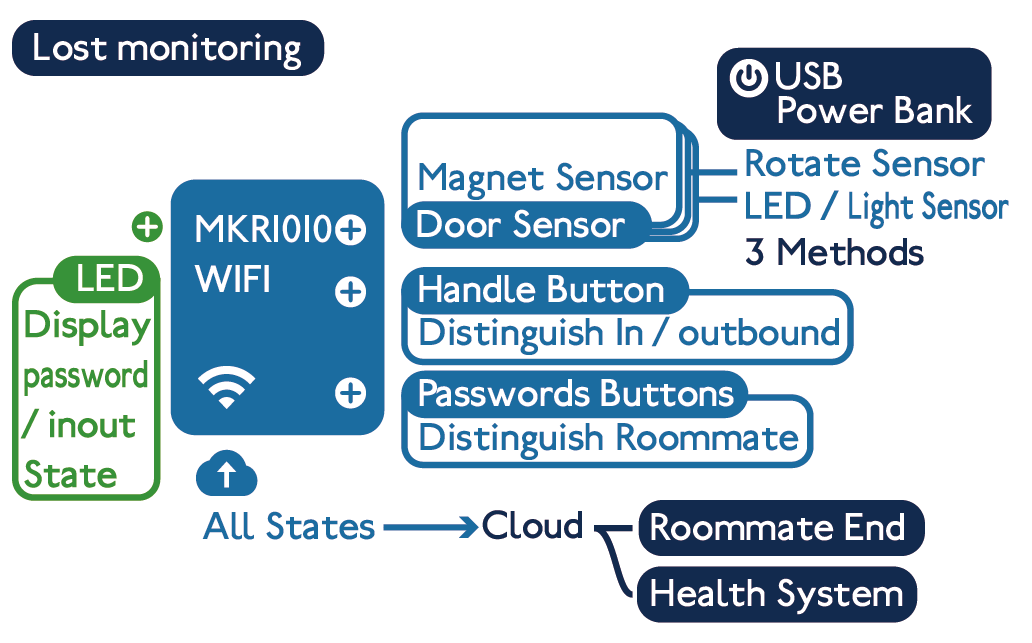 Lost monitoring
USB
Power Bank
Magnet Sensor
Door Sensor
Rotate Sensor
LED / Light Sensor
3 Methods
MKR1010
WIFI
LED
Display
password
/ inout
State
Handle Button
Distinguish In / outbound
Passwords Buttons
Distinguish Roommate
All States
Cloud
Roommate End
Health System